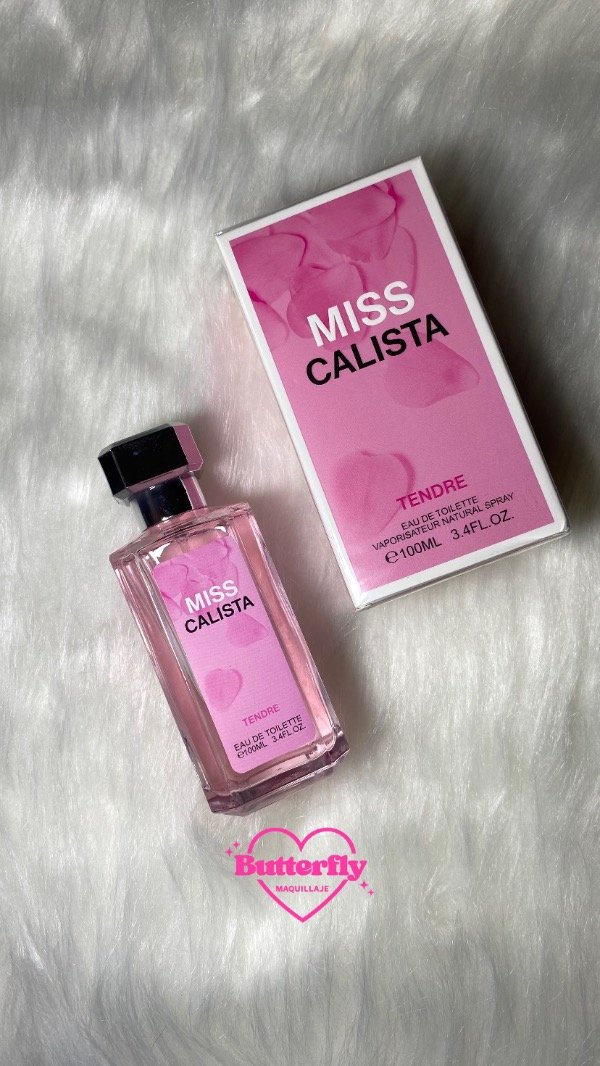 MISS
CALISTA
TENDRE
EAU DE TOILETTE
VAPORISATEUR NATURAL SPRAY
℮100ML 3.4FL.OZ.
MISS
CALISTA
TENDRE
EAU DE TOILETTE
℮100ML 3.4FL.OZ.
Butterfly
MAQUILLAJE